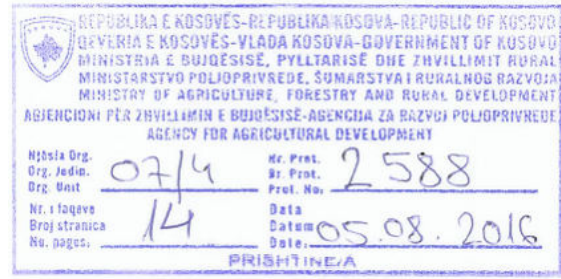 REPUBLIKA E KOSOVËS-REPUBLIKA KOSOVA-REPUBLIC OF KOSOVO
QEVERIA E KOSOVËS-VLADA KOSOVA-GOVERNMENT OF KOSOVO
MINISTRIA E BUJQËSISË, PYLLTARISË DHE ZHVILLIMIT RURAL
MINISTARSTVO POLJOPRIVREDE, ŠUMARSTVA I RURALNOG RAZVOJA
MINISTRY OF AGRICULTURE, FORESTRY AND RURAL DEVELOPMENT
AGJENCIONI PËR ZHVILLIMIN E BUJQËSISË-AGENCIJA ZA RAZVOJ POLJOPRIVREDE
AGENCY FOR AGRICULTURAL DEVELOPMENT
Njësia Org.
Org. Jedin.
Org. Unit 07/4
Nr. Prot.
Br. Prot.
Prot. No: 2588
Nr. i faqeve
Broj stranica
No. pages: 14
Data
Datum
Date: 05.08.2016
PRISHTINE/A